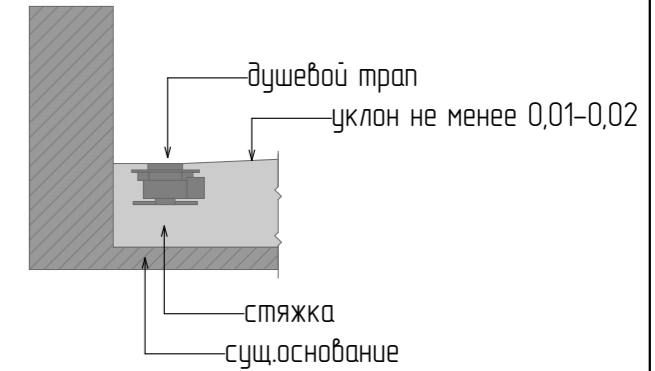 душевой трап
уклон не менее 0,01-0,02
стяжка
сущ.основание